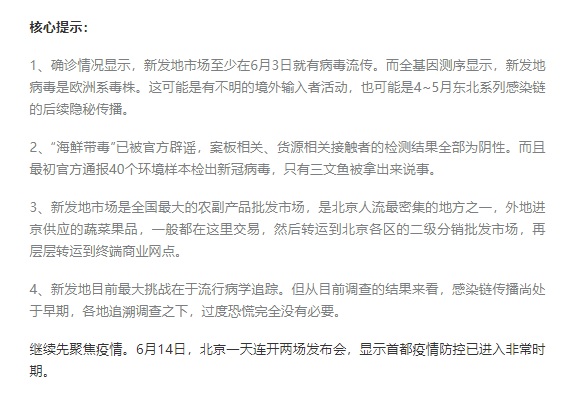 核心提示：
1、确诊情况显示，新发地市场至少在6月3日就有病毒流传。而全基因测序显示，新发地
病毒是欧洲系毒株。这可能是有不明的境外输入者活动，也可能是4~5月东北系列感染链
的后续隐秘传播。
2、“海鲜带毒”已被官方辟谣，案板相关、货源相关接触者的检测结果全部为阴性。而且
最初官方通报40个环境样本检出新冠病毒，只有三文鱼被拿出来说事。
3、新发地市场是全国最大的农副产品批发市场，是北京人流最密集的地方之一，外地进
京供应的蔬菜果品，一般都在这里交易，然后转运到北京各区的二级分销批发市场，再
层层转运到终端商业网点。
4、新发地目前最大挑战在于流行病学追踪。但从目前调查的结果来看，感染链传播尚处
于早期，各地追溯调查之下，过度恐慌完全没有必要。
继续先聚焦疫情。6月14日，北京一天连开两场发布会，显示首都疫情防控已进入非常时
期。